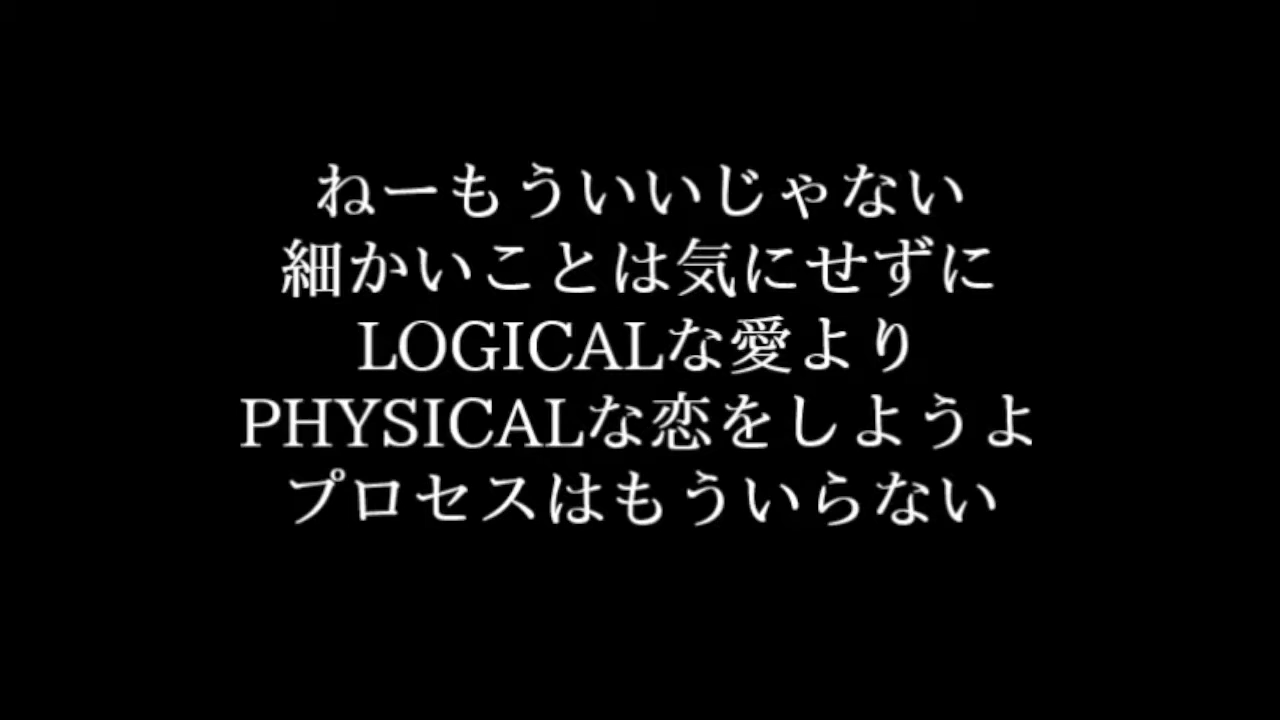 ねーもういいじゃない
細かいことは気にせずに
LOGICALな愛より
PHYSICALな恋をしようよ
プロセスはもういらない